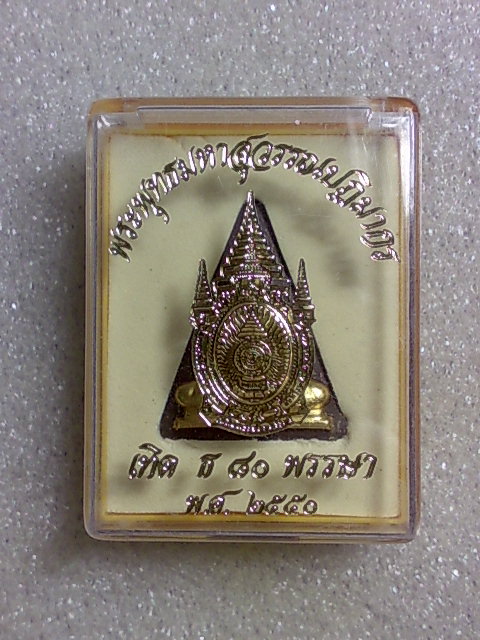 พระพุทธมหาสุวรรณปฏิมากร
เทิด ธ ๘๐ พรรษา
พ.ศ. ๒๕๕๐